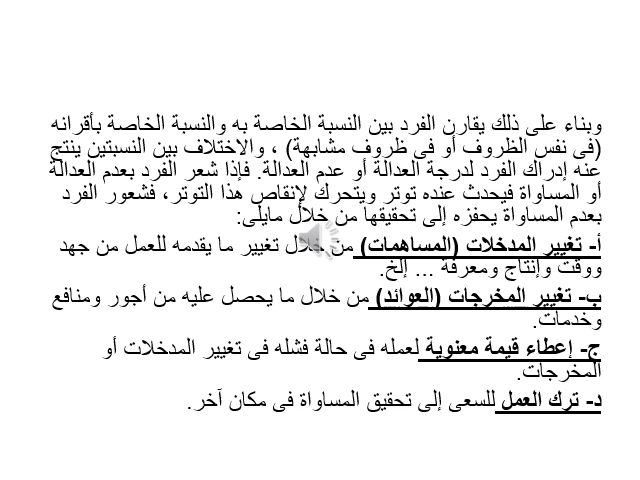 وبناء على ذلك يقارن الفرد بين النسبة الخاصة به والنسبة الخاصة بأقرانه
(فى نفس الظروف أو فى ظروف مشابهة) ، والاختلاف بين النسبتين ينتج
عنه إدراك الفرد لدرجة العدالة أو عدم العدالة. فإذا شعر الفرد بعدم العدالة
أو المساواة فيحدث عنده توتر ويتحرك لإنقاص هذا التوتر، فشعور الفرد
بعدم المساواة يحفزه إلى تحقيقها من خلال مايلى:
أ- تغيير المدخلات (المساهمات) من خلال تغيير ما يقدمه للعمل من جهد
ووقت وإنتاج ومعرفة ... إلخ.
ب- تغيير المخرجات (العوائد) من خلال ما يحصل عليه من أجور ومنافع
وخدمات.
ج- إعطاء قيمة معنوية لعمله فى حالة فشله فى تغيير المدخلات أو
المخرجات.
د- ترك العمل للسعى إلى تحقيق المساواة فى مكان آخر.